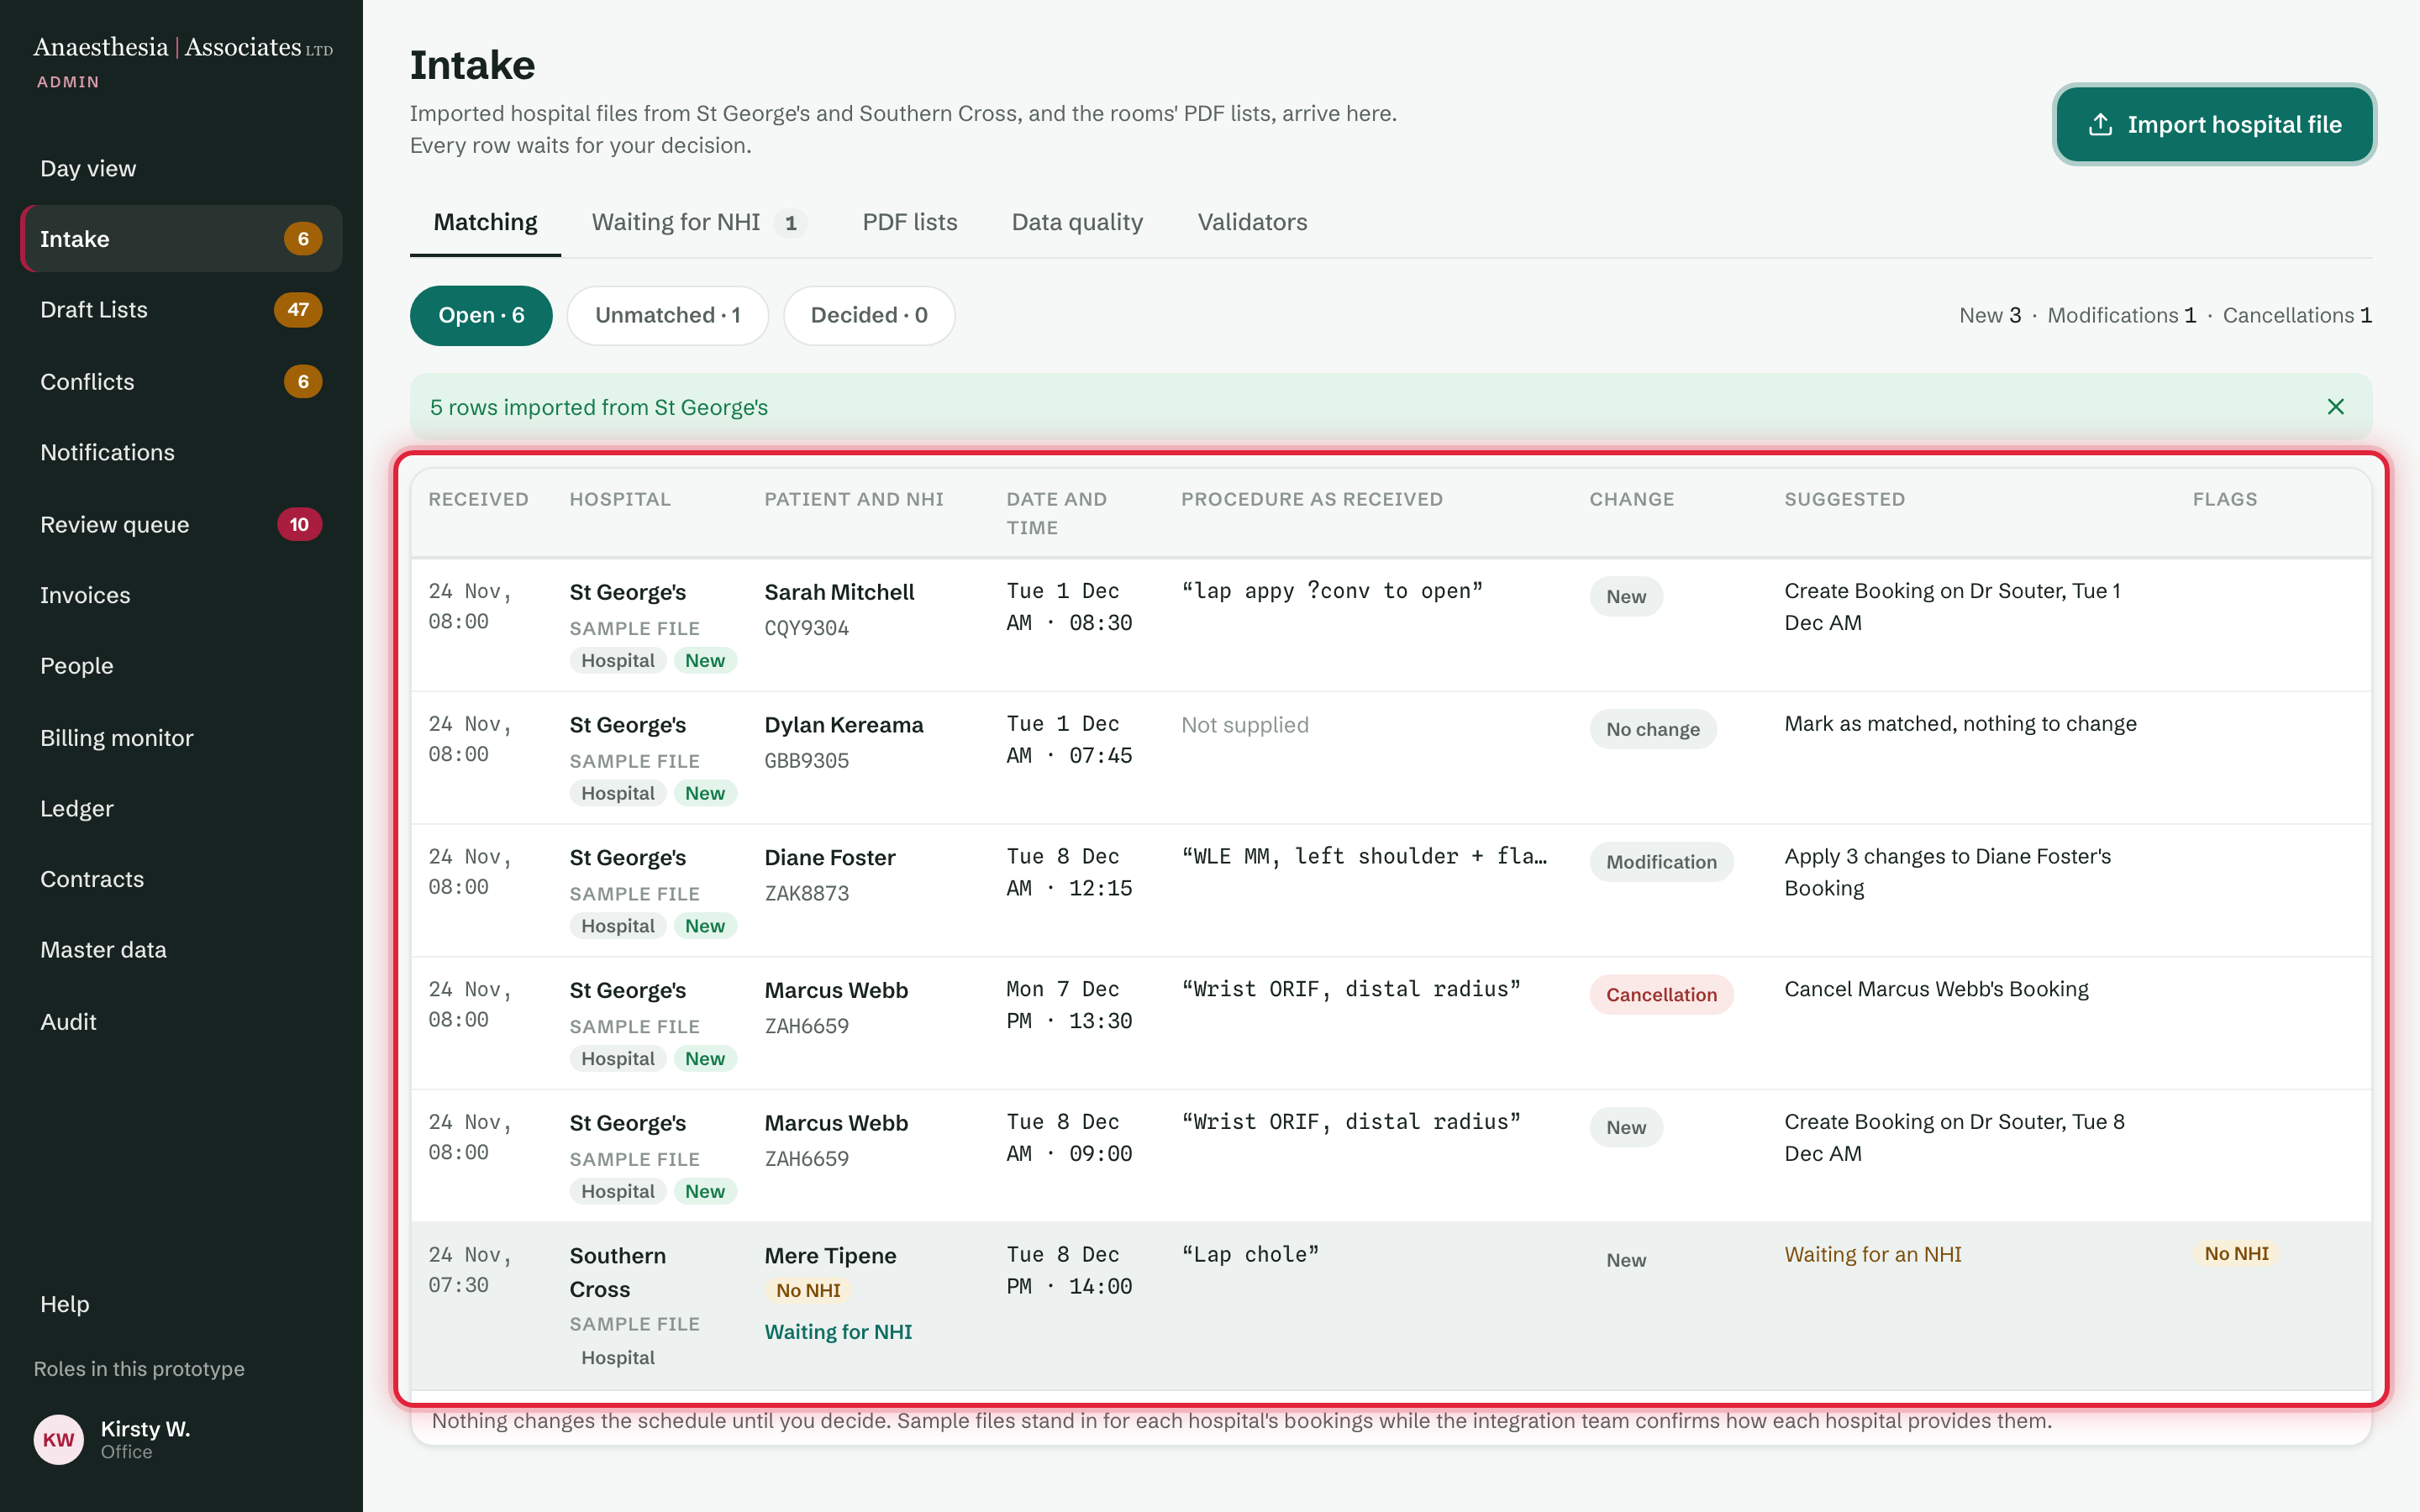 Anaesthesia | Associates LTD
ADMIN
Day view
Intake 6
Draft Lists 47
Conflicts 6
Notifications
Review queue 10
Invoices
People
Billing monitor
Ledger
Contracts
Master data
Audit
Help
Roles in this prototype
KW Kirsty W.
Office
Intake
Imported hospital files from St George's and Southern Cross, and the rooms' PDF lists, arrive here.
Every row waits for your decision.
Import hospital file
Matching Waiting for NHI 1 PDF lists Data quality Validators
Open · 6 Unmatched · 1 Decided · 0 New 3 · Modifications 1 · Cancellations 1
5 rows imported from St George's
RECEIVED HOSPITAL PATIENT AND NHI DATE AND PROCEDURE AS RECEIVED CHANGE SUGGESTED FLAGS
TIME
24 Nov, St George's Sarah Mitchell Tue 1 Dec “lap appy ?conv to open” New Create Booking on Dr Souter, Tue 1
08:00 SAMPLE FILE CQY9304 AM · 08:30 Dec AM
Hospital New
24 Nov, St George's Dylan Kereama Tue 1 Dec Not supplied No change Mark as matched, nothing to change
08:00 SAMPLE FILE GBB9305 AM · 07:45
Hospital New
24 Nov, St George's Diane Foster Tue 8 Dec “WLE MM, left shoulder + fla… Modification Apply 3 changes to Diane Foster's
08:00 SAMPLE FILE ZAK8873 AM · 12:15 Booking
Hospital New
24 Nov, St George's Marcus Webb Mon 7 Dec “Wrist ORIF, distal radius” Cancellation Cancel Marcus Webb's Booking
08:00 SAMPLE FILE ZAH6659 PM · 13:30
Hospital New
24 Nov, St George's Marcus Webb Tue 8 Dec “Wrist ORIF, distal radius” New Create Booking on Dr Souter, Tue 8
08:00 SAMPLE FILE ZAH6659 AM · 09:00 Dec AM
Hospital New
24 Nov, Southern Mere Tipene Tue 8 Dec “Lap chole” New Waiting for an NHI No NHI
07:30 Cross No NHI PM · 14:00
SAMPLE FILE Waiting for NHI
Hospital
Nothing changes the schedule until you decide. Sample files stand in for each hospital's bookings while the integration team confirms how each hospital provides them.